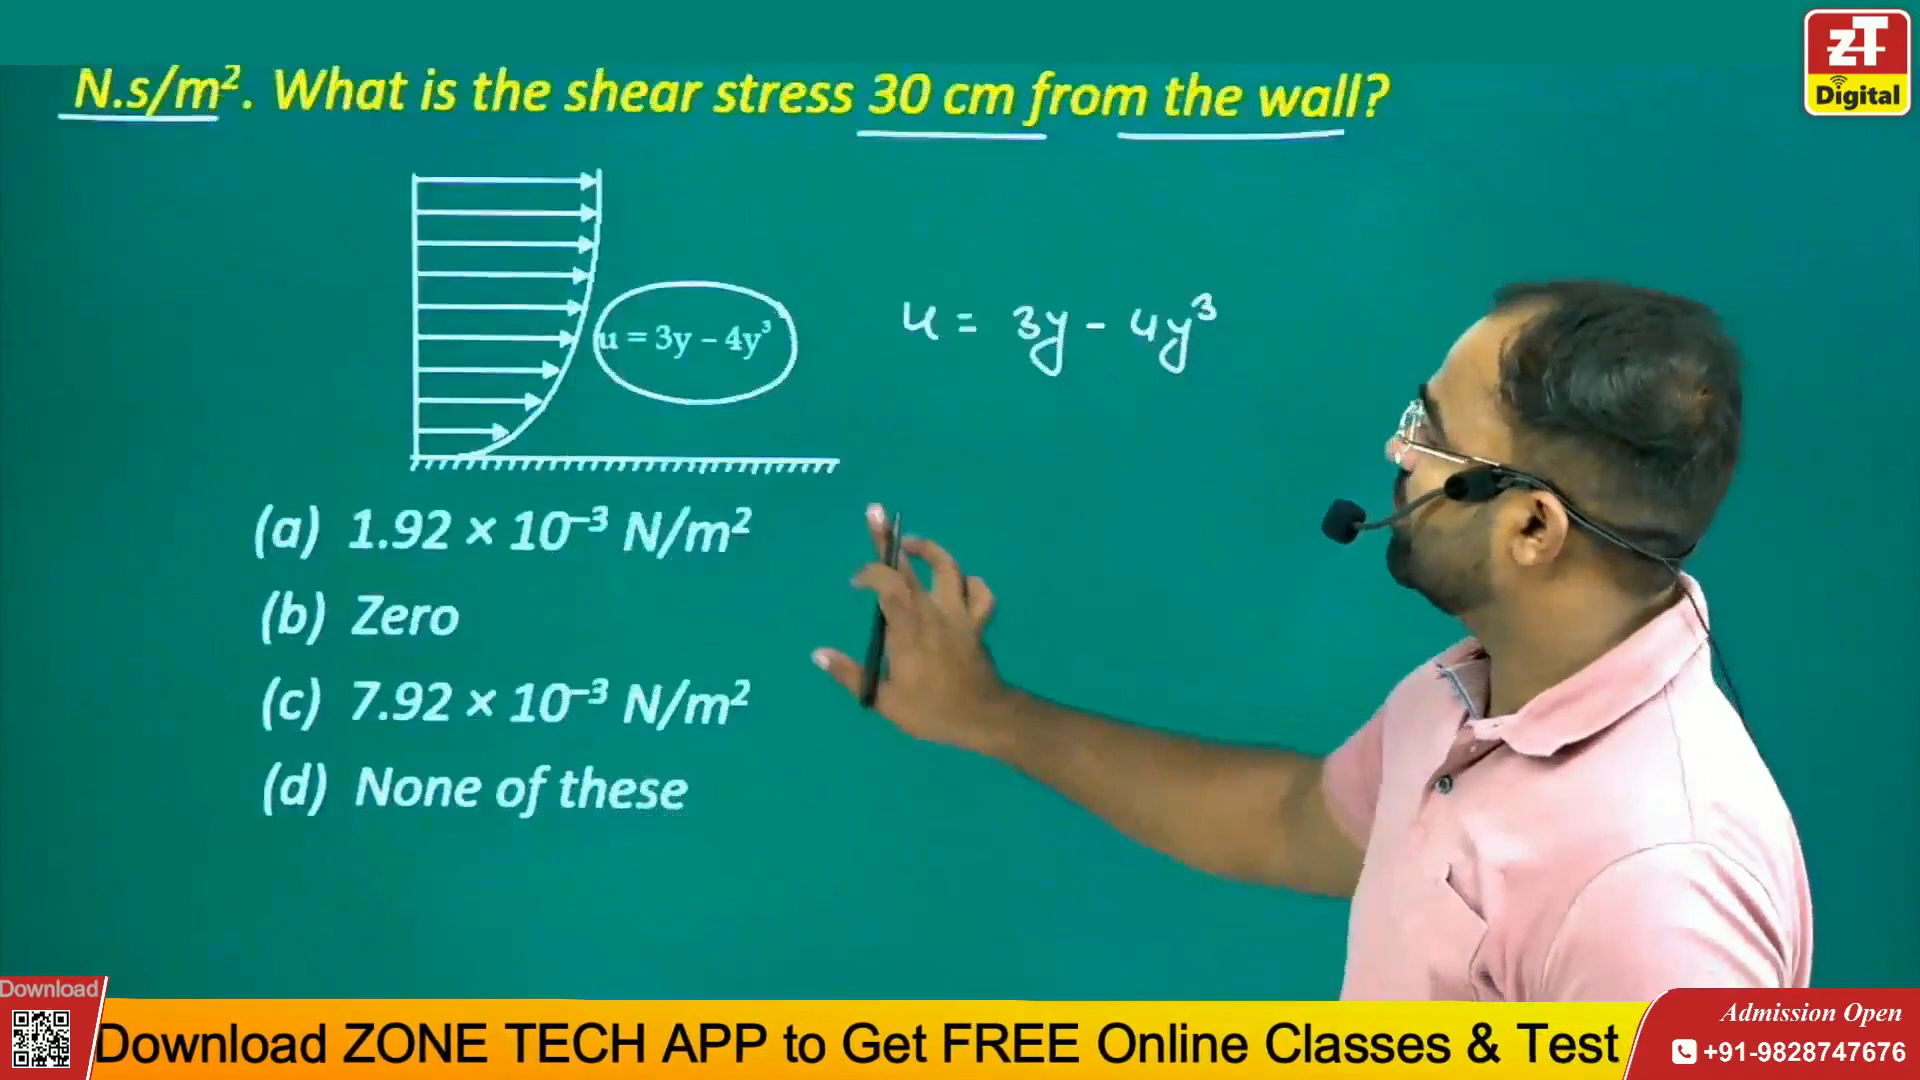 N.s/m². What is the shear stress 30 cm from the wall?
u = 3y – 4y³
u = 3y - 4y³
(a) 1.92 × 10⁻³ N/m²
(b) Zero
(c) 7.92 × 10⁻³ N/m²
(d) None of these
ZT
Digital
Download
Download ZONE TECH APP to Get FREE Online Classes & Test
Admission Open
+91-9828747676